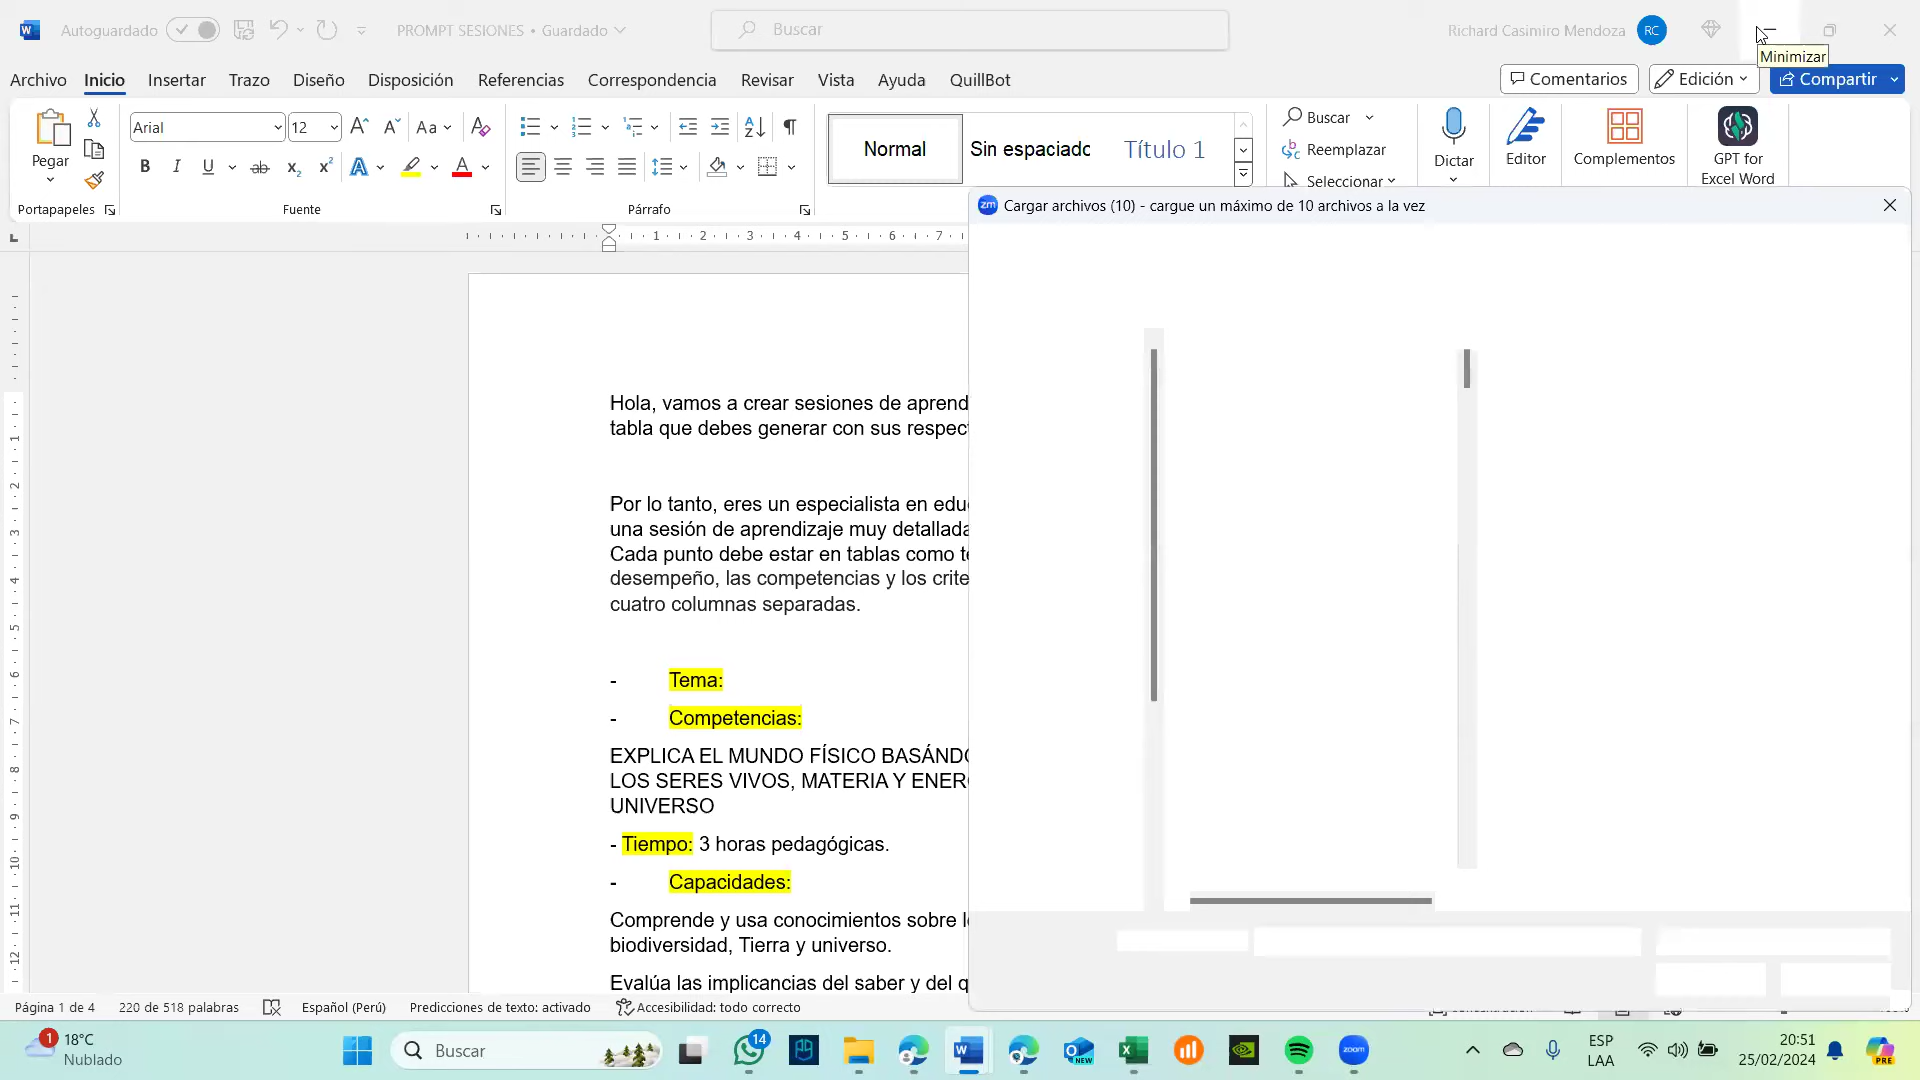 Autoguardado
PROMPT SESIONES • Guardado
Buscar
Richard Casimiro Mendoza
RC
Minimizar
Archivo Inicio Insertar Trazo Diseño Disposición Referencias Correspondencia Revisar Vista Ayuda QuillBot
Comentarios Edición Compartir
Pegar
Arial 12
Normal Sin espaciado Título 1
Buscar
Reemplazar
Seleccionar
Dictar Editor Complementos GPT for
Excel Word
Portapapeles Fuente Párrafo
Cargar archivos (10) - cargue un máximo de 10 archivos a la vez
Hola, vamos a crear sesiones de aprend
tabla que debes generar con sus respec
Por lo tanto, eres un especialista en edu
una sesión de aprendizaje muy detallada
Cada punto debe estar en tablas como te
desempeño, las competencias y los crite
cuatro columnas separadas.
- Tema:
- Competencias:
EXPLICA EL MUNDO FÍSICO BASÁNDO
LOS SERES VIVOS, MATERIA Y ENER
UNIVERSO
- Tiempo: 3 horas pedagógicas.
- Capacidades:
Comprende y usa conocimientos sobre l
biodiversidad, Tierra y universo.
Evalúa las implicancias del saber y del q
Página 1 de 4 220 de 518 palabras Español (Perú) Predicciones de texto: activado Accesibilidad: todo correcto
1 18°C
Nublado
Buscar
14
NEW
zoom
ESP
LAA
20:51
25/02/2024
PRE